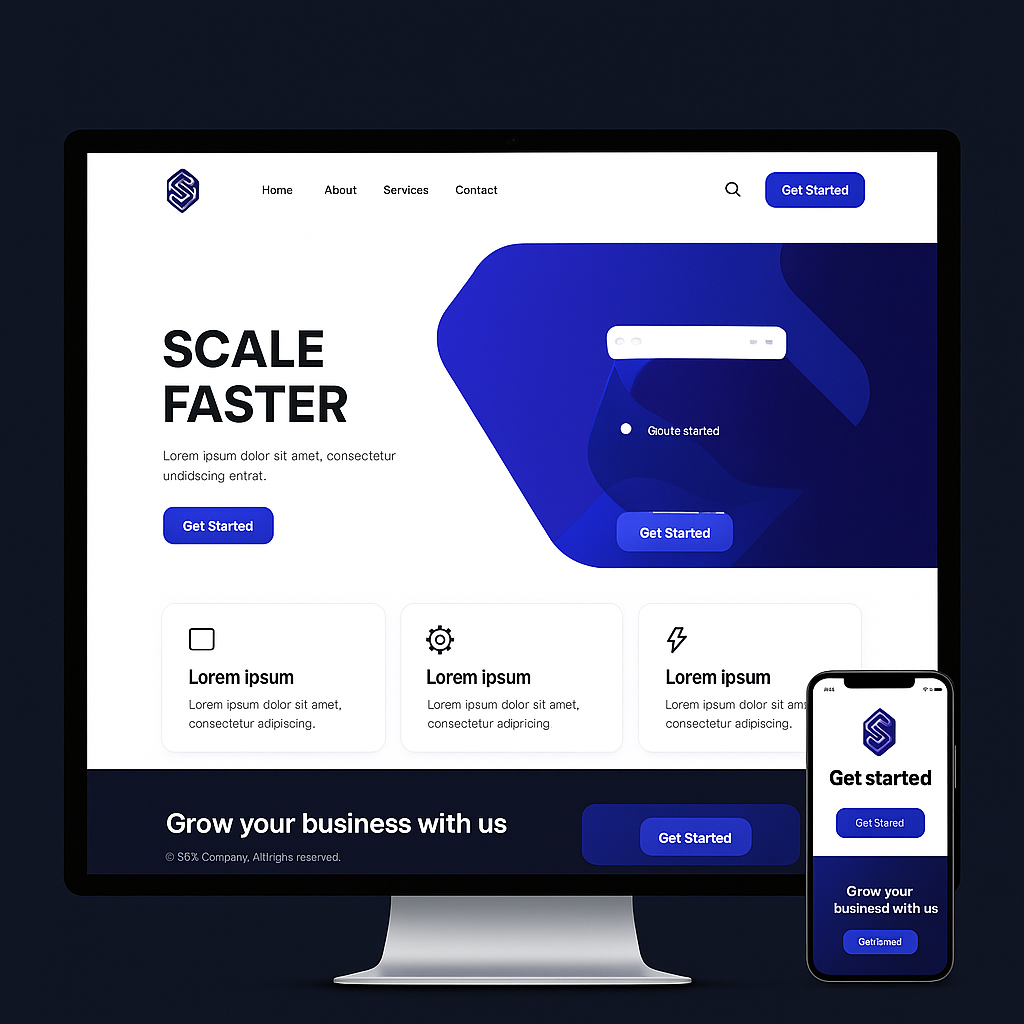 Home About Services Contact Get Started
SCALE
FASTER
Lorem ipsum dolor sit amet, consectetur
undidscing entrat.
Get Started
Gioute started
Get Started
Lorem ipsum
Lorem ipsum dolor sit amet,
consectetur adipiscing.
Lorem ipsum
Lorem ipsum dolor sit amet,
consectetur adipricing
Lorem ipsum
Lorem ipsum dolor sit am
consectetur adipiscing.
Grow your business with us
© S6% Company, Altlrighs reserved.
Get Started
Get started
Get Stared
Grow your
businesd with us
Getrismed